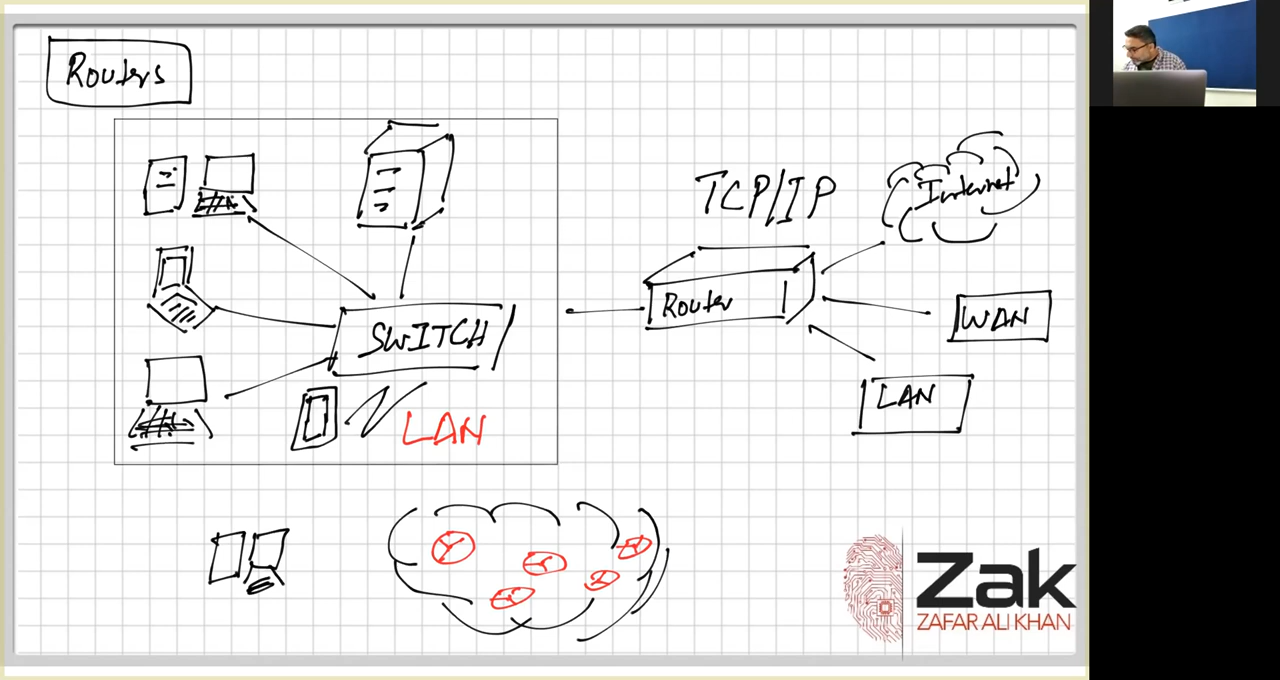 Routers
TCP/IP
Internet
Router
WAN
SWITCH
LAN
LAN
Zak
ZAFAR ALI KHAN